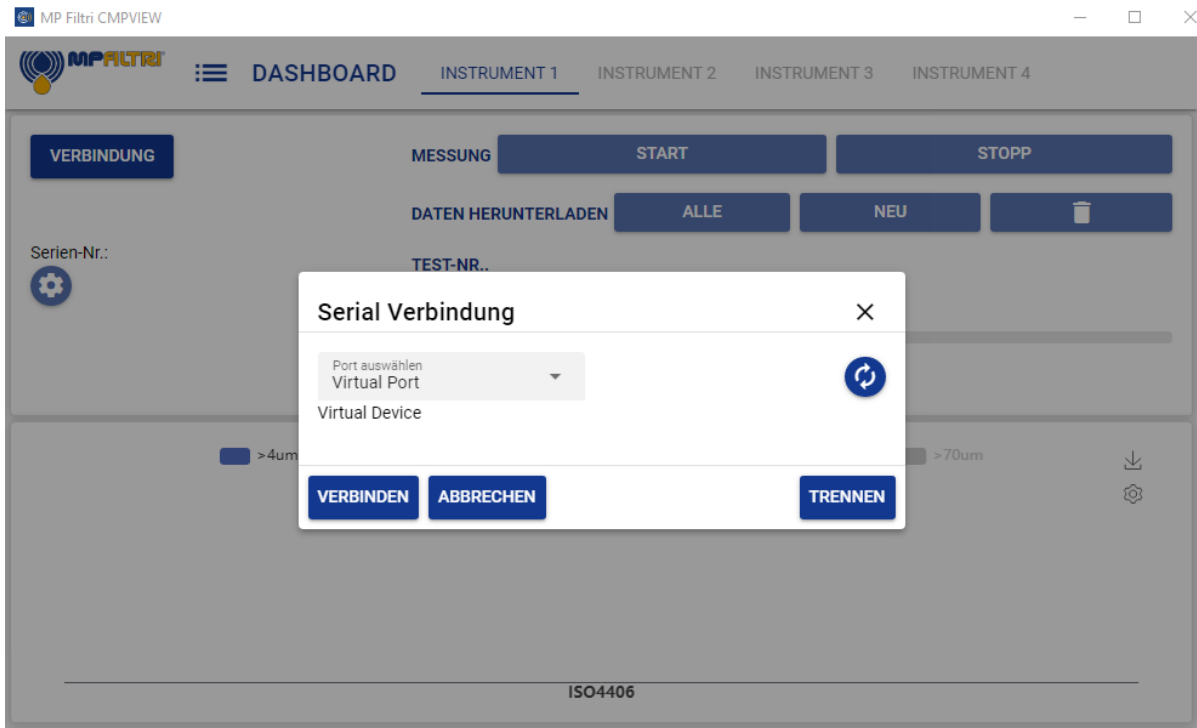 MP Filtri CMPVIEW
MPFILTRI
DASHBOARD
INSTRUMENT 1
INSTRUMENT 2
INSTRUMENT 3
INSTRUMENT 4
VERBINDUNG
MESSUNG
START
STOPP
DATEN HERUNTERLADEN
ALLE
NEU
Serien-Nr.:
TEST-NR..
Serial Verbindung
Port auswählen
Virtual Port
Virtual Device
VERBINDEN
ABBRECHEN
TRENNEN
>4um
>70um
ISO4406